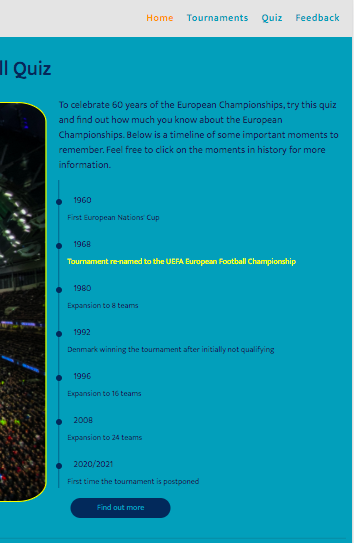 Home Tournaments Quiz Feedback
ll Quiz
To celebrate 60 years of the European Championships, try this quiz
and find out how much you know about the European
Championships. Below is a timeline of some important moments to
remember. Feel free to click on the moments in history for more
information.
1960
First European Nations' Cup
1968
Tournament re-named to the UEFA European Football Championship
1980
Expansion to 8 teams
1992
Denmark winning the tournament after initially not qualifying
1996
Expansion to 16 teams
2008
Expansion to 24 teams
2020/2021
First time the tournament is postponed
Find out more